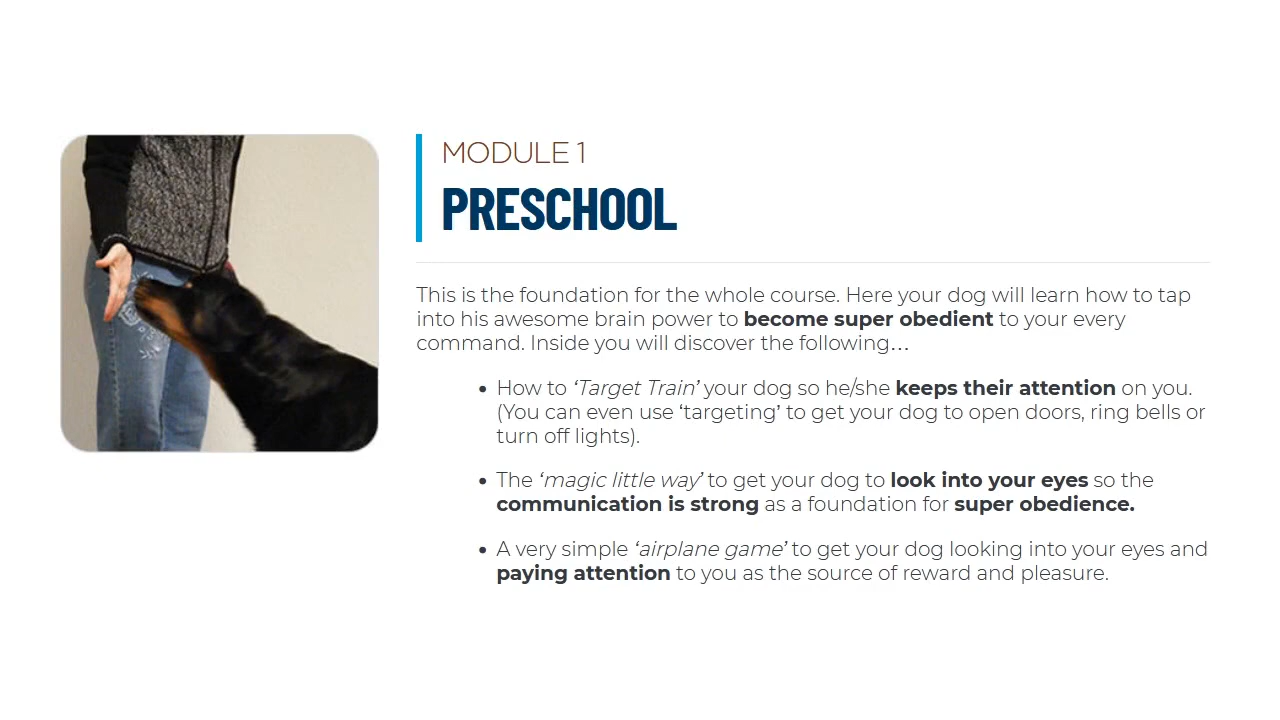 MODULE 1
PRESCHOOL
This is the foundation for the whole course. Here your dog will learn how to tap
into his awesome brain power to become super obedient to your every
command. Inside you will discover the following…
• How to ‘Target Train’ your dog so he/she keeps their attention on you.
(You can even use ‘targeting’ to get your dog to open doors, ring bells or
turn off lights).
• The ‘magic little way’ to get your dog to look into your eyes so the
communication is strong as a foundation for super obedience.
• A very simple ‘airplane game’ to get your dog looking into your eyes and
paying attention to you as the source of reward and pleasure.